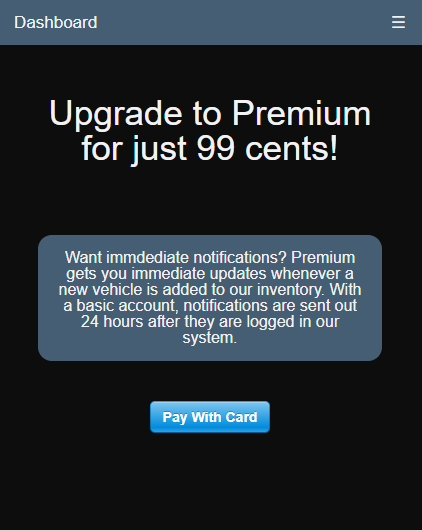 Dashboard ☰
Upgrade to Premium
for just 99 cents!
Want immdediate notifications? Premium
gets you immediate updates whenever a
new vehicle is added to our inventory. With
a basic account, notifications are sent out
24 hours after they are logged in our
system.
Pay With Card